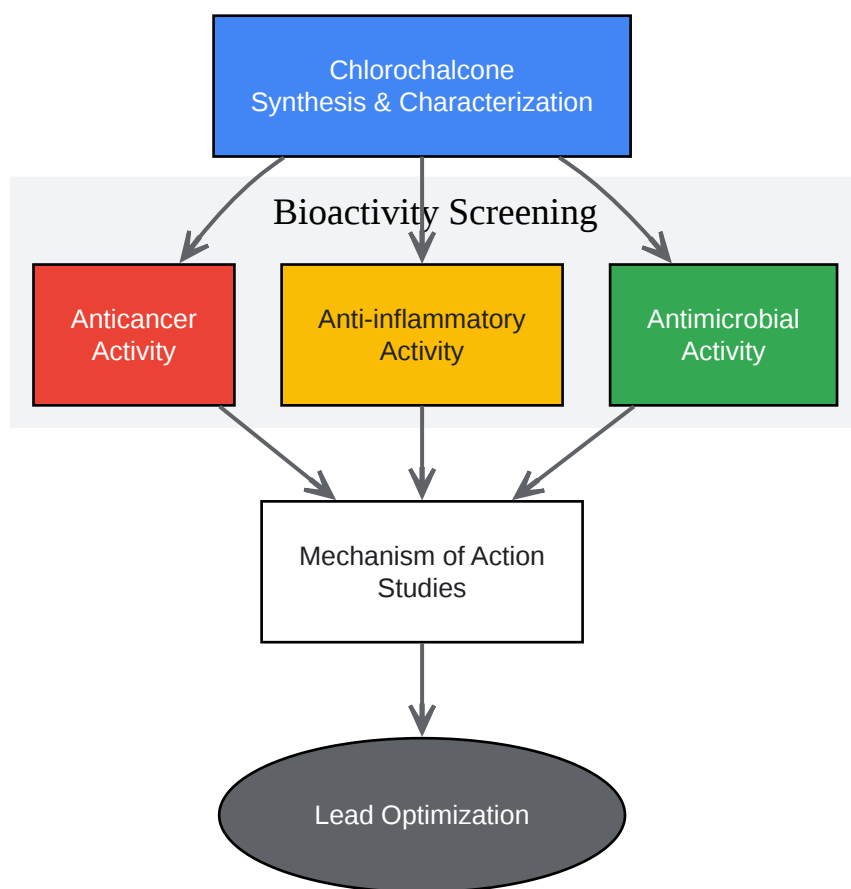 Chlorochalcone
Synthesis & Characterization
Bioactivity Screening
Anticancer
Activity
Anti-inflammatory
Activity
Antimicrobial
Activity
Mechanism of Action
Studies
Lead Optimization